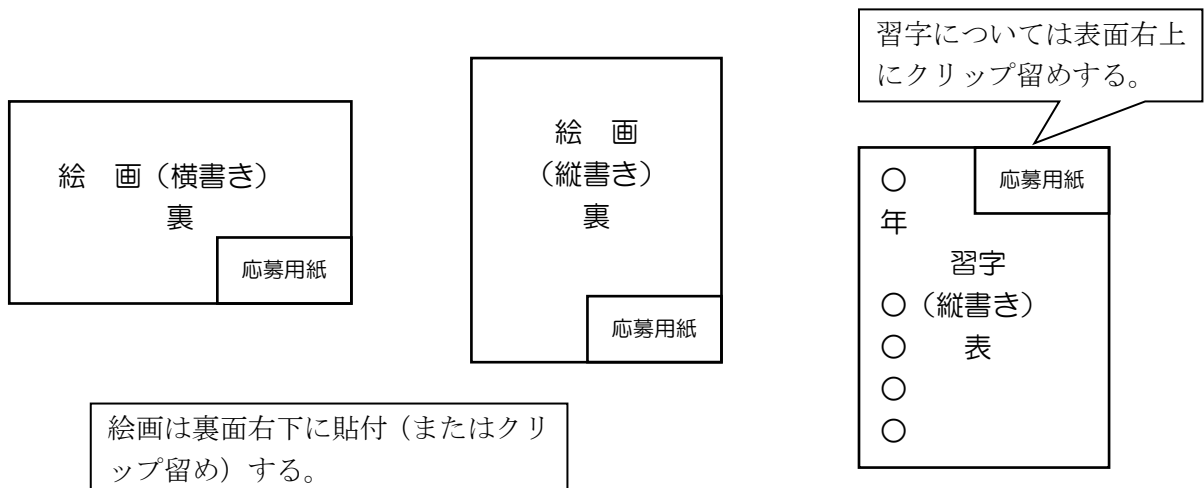 絵　画（横書き）
裏
応募用紙
絵　画
（縦書き）
裏
応募用紙
絵画は裏面右下に貼付（またはクリ
ップ留め）する。
習字については表面右上
にクリップ留めする。
応募用紙
○年　○○○○
習字
（縦書き）
表